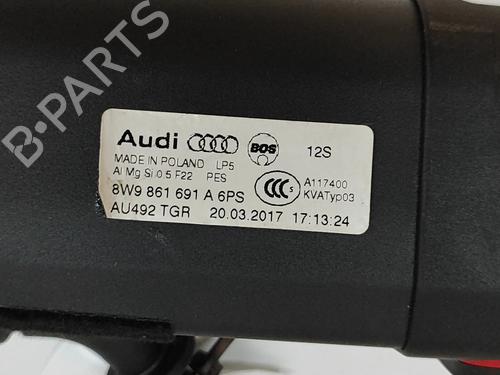 B-PARTS
Audi BOS 12S
MADE IN POLAND LP5
Al Mg Si 0.5 F22 PES
CCC S A117400
KVATyp03
8W9 861 691 A 6PS
AU492 TGR 20.03.2017 17:13:24